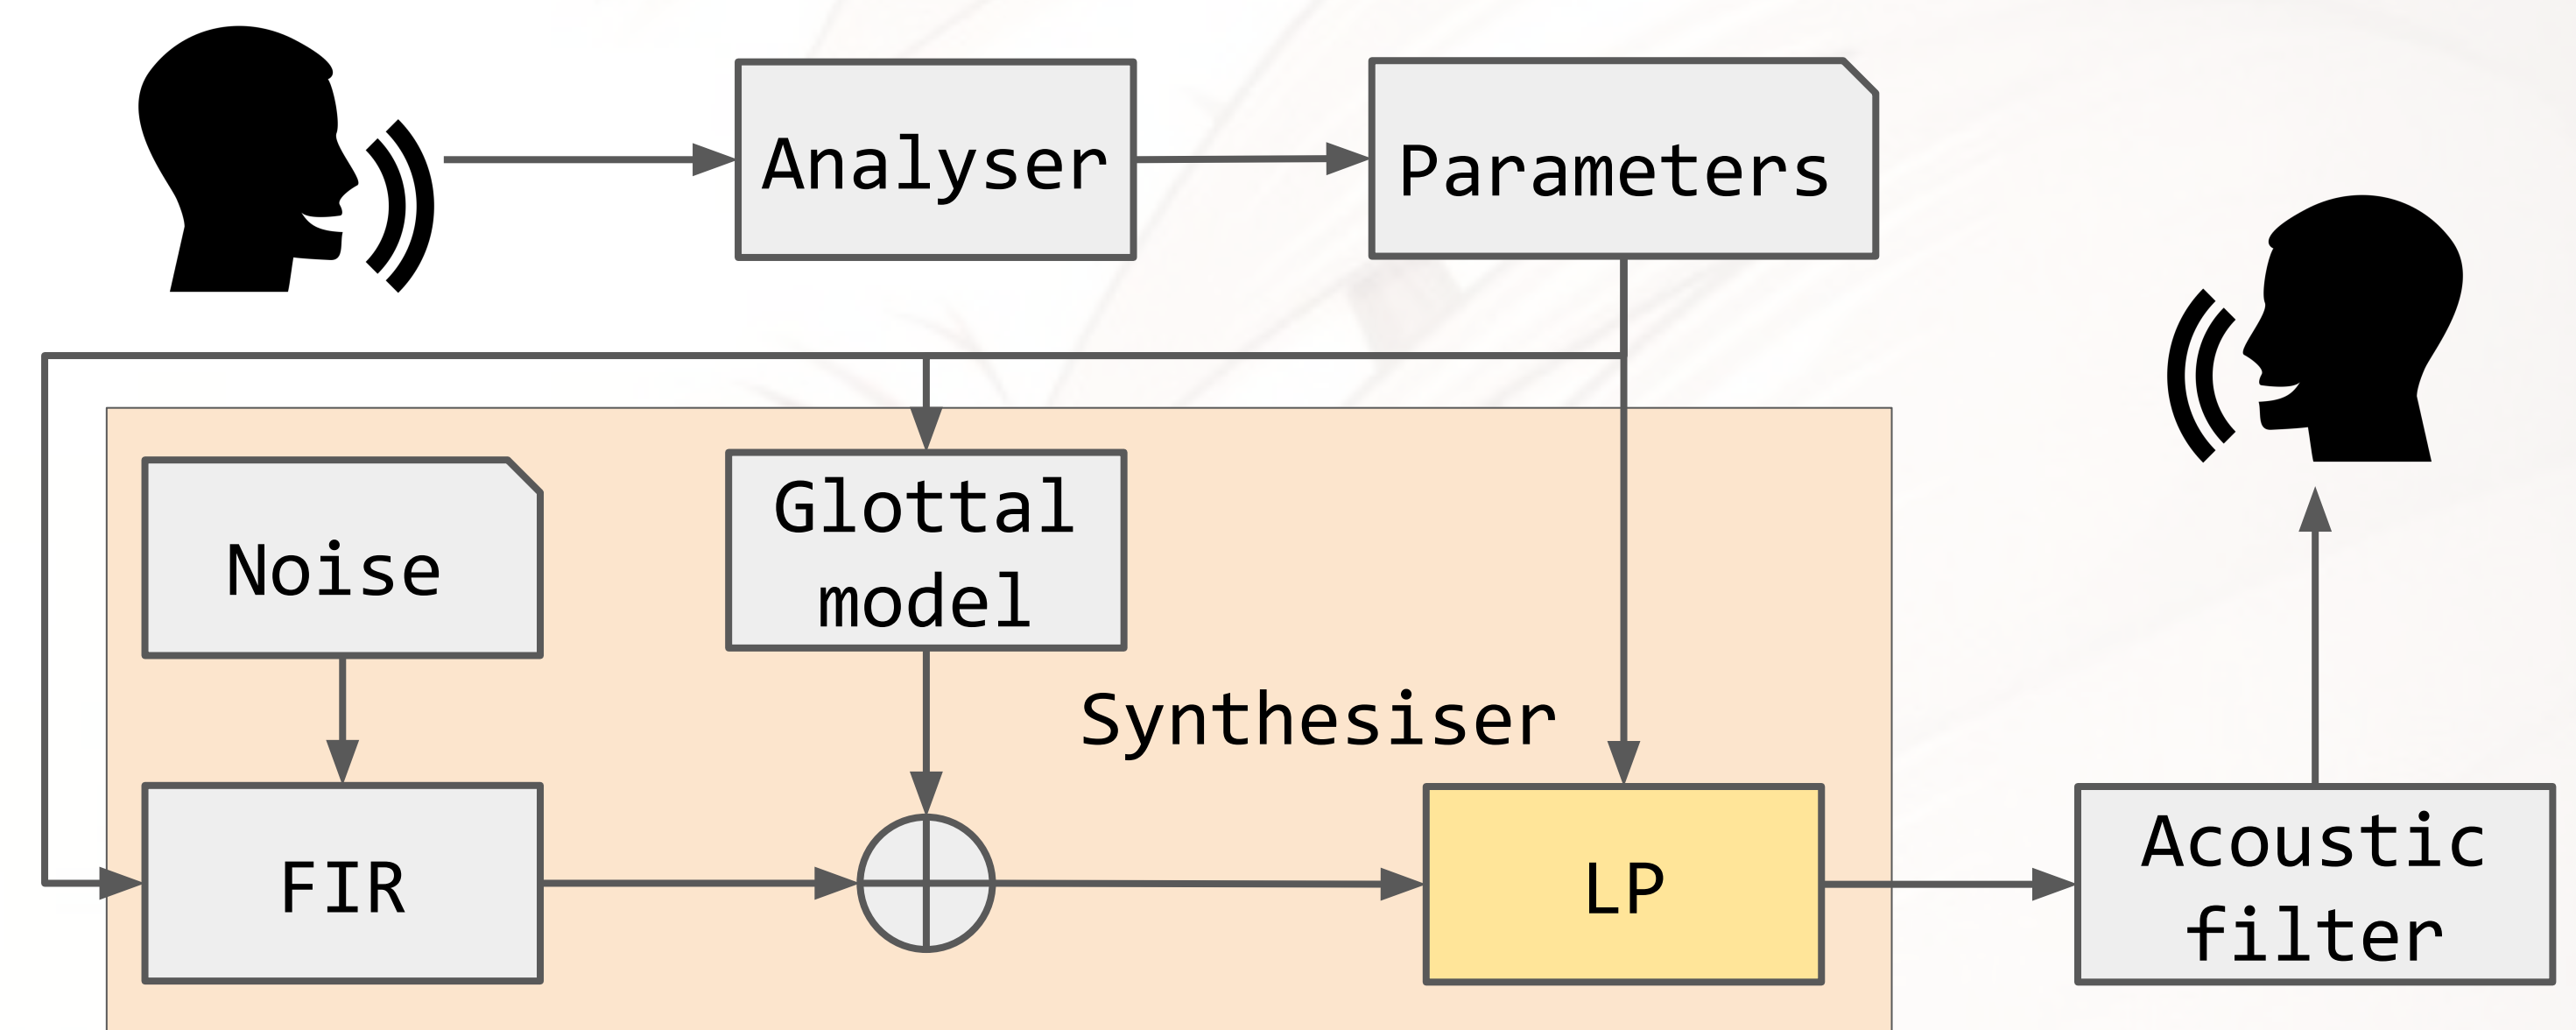 Analyser
Parameters
Noise
Glottal
model
Synthesiser
FIR
LP
Acoustic
filter